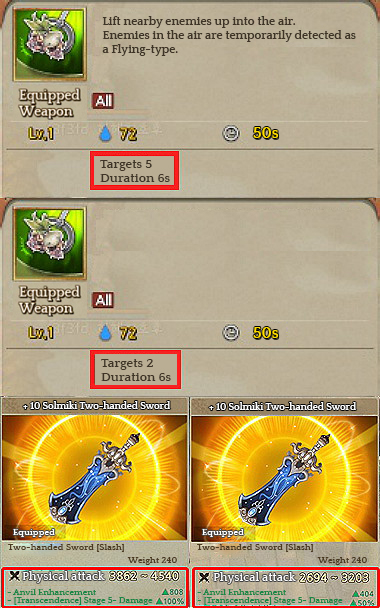 Lift nearby enemies up into the air.
Enemies in the air are temporarily detected as
a Flying-type.
Equipped
Weapon
All
Lv,1
72
50s
Targets 5
Duration 6s
Equipped
Weapon
All
Lv,1
72
50s
Targets 2
Duration 6s
+10 Solmiki Two-handed Sword
Equipped
Two-handed Sword [Slash]
Weight 240
Physical attack 3862 ~ 4540
- Anvil Enhancement ▲808
- [Transcendence] Stage 5- Damage ▲100%
+10 Solmiki Two-handed Sword
Equipped
Two-handed Sword [Slash]
Weight 240
Physical attack 2694 ~ 3203
- Anvil Enhancement ▲404
- [Transcendence] Stage 5- Damage ▲50%